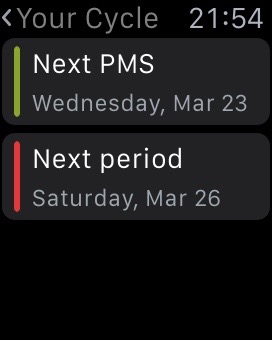 <Your Cycle 21:54
Next PMS
Wednesday, Mar 23
Next period
Saturday, Mar 26